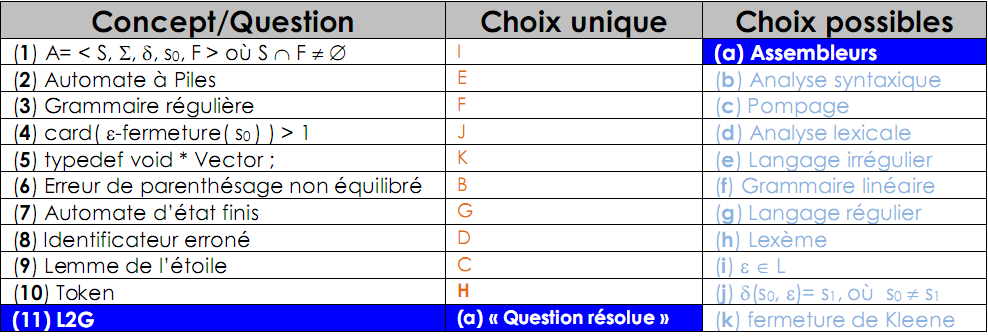 Concept/Question Choix unique Choix possibles
(1) A= < S, Σ, δ, s0, F > où S ∩ F ≠ ∅ I (a) Assembleurs
(2) Automate à Piles E (b) Analyse syntaxique
(3) Grammaire régulière F (c) Pompage
(4) card( ε-fermeture( s0 ) ) > 1 J (d) Analyse lexicale
(5) typedef void * Vector ; K (e) Langage irrégulier
(6) Erreur de parenthésage non équilibré B (f) Grammaire linéaire
(7) Automate d’état finis G (g) Langage régulier
(8) Identificateur erroné D (h) Lexème
(9) Lemme de l’étoile C (i) ε ∈ L
(10) Token H (j) δ(s0, ε)= s1, où s0 ≠ s1
(11) L2G (a) « Question résolue » (k) fermeture de Kleene